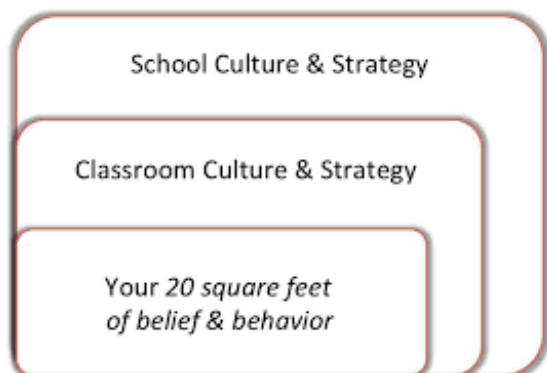 School Culture & Strategy
Classroom Culture & Strategy
Your 20 square feet
of belief & behavior